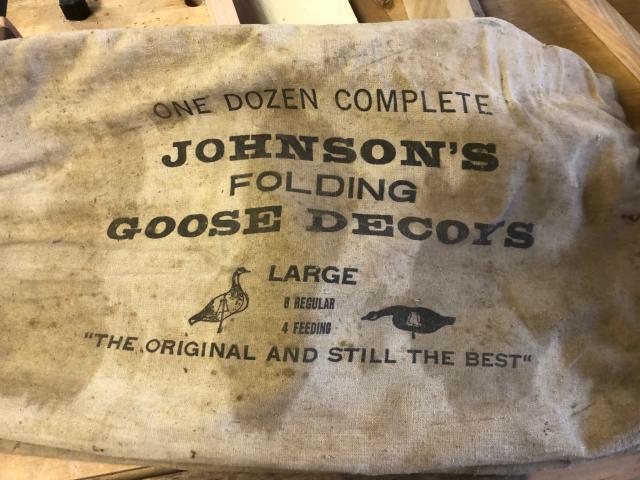 ONE DOZEN COMPLETE
JOHNSON'S
FOLDING
GOOSE DECOYS
LARGE
8 REGULAR
4 FEEDING
"THE ORIGINAL AND STILL THE BEST"